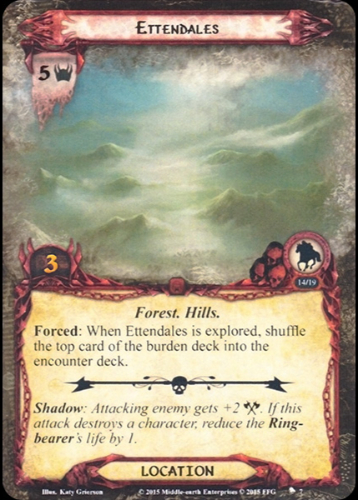 ETTENDALES
5
3
14/19
Forest. Hills.
Forced: When Ettendales is explored, shuffle
the top card of the burden deck into the
encounter deck.
Shadow: Attacking enemy gets +2 . If this
attack destroys a character, reduce the Ring-
bearer's life by 1.
LOCATION
Illus. Katy Grierson © 2015 Middle-earth Enterprises © 2015 FFG 7